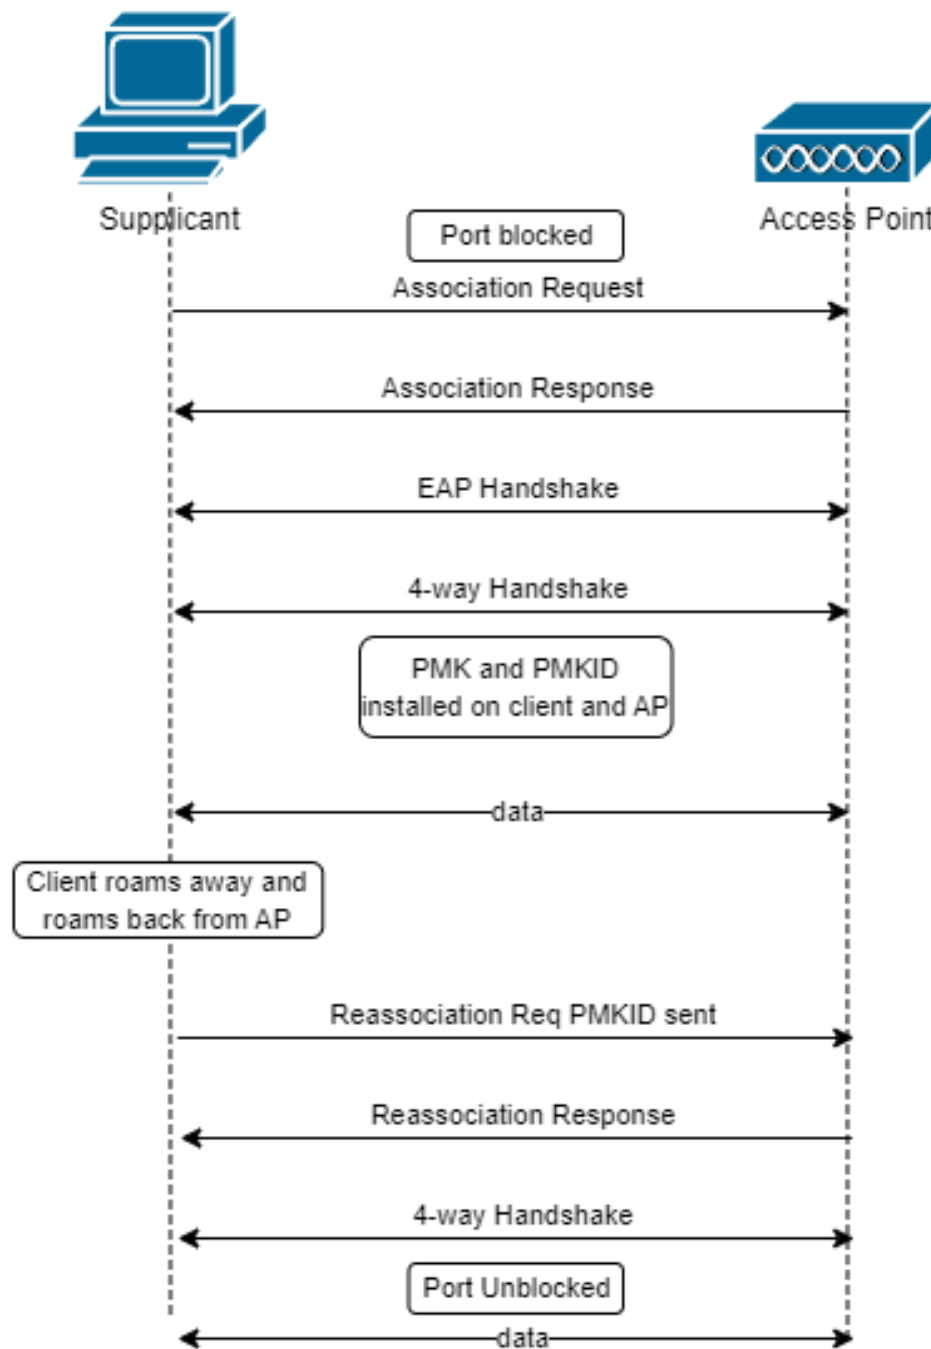 Supplicant
Access Point
Port blocked
Association Request
Association Response
EAP Handshake
4-way Handshake
PMK and PMKID
installed on client and AP
data
Client roams away and
roams back from AP
Reassociation Req PMKID sent
Reassociation Response
4-way Handshake
Port Unblocked
data